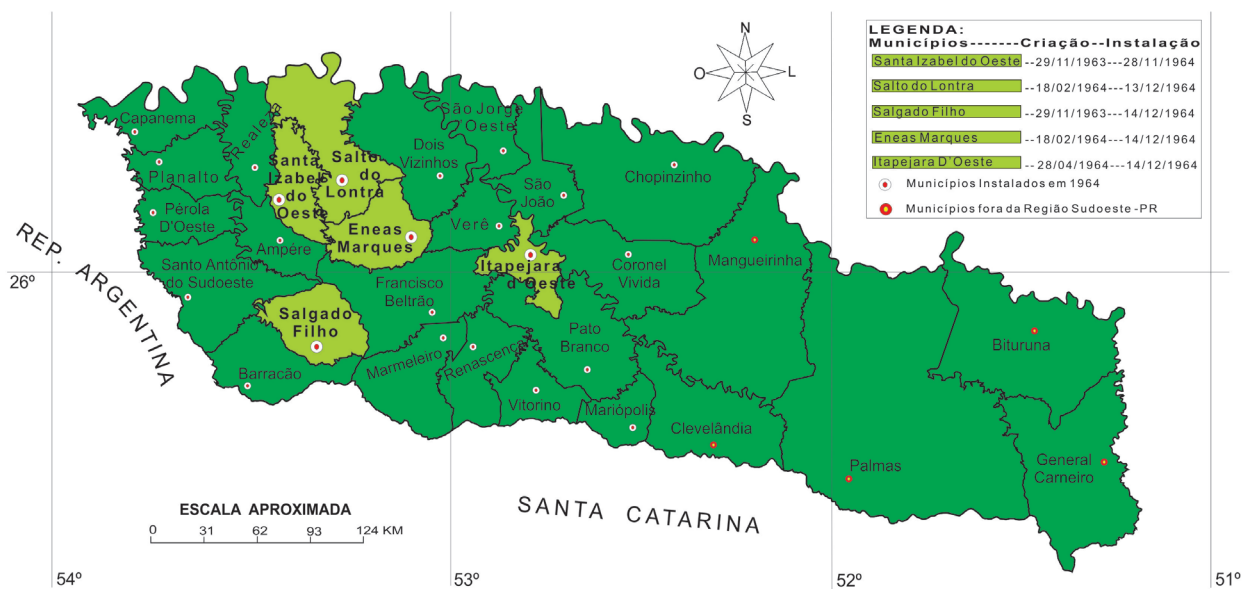 N
O
L
S
LEGENDA:
Municípios-------Criação--Instalação
Santa Izabel do Oeste --29/11/1963---28/11/1964
Salto do Lontra --18/02/1964---13/12/1964
Salgado Filho --29/11/1963---14/12/1964
Eneas Marques --18/02/1964---14/12/1964
Itapejara D'Oeste -- 28/04/1964---14/12/1964
Municípios Instalados em 1964
Municípios fora da Região Sudoeste -PR
Capanema
Realeza
São Jorge
Oeste
Planalto
Santa
Izabel
do
Oeste
Salto
do
Lontra
Dois
Vizinhos
Chopinzinho
São
João
Pérola
D'Oeste
Ampère
Eneas
Marques
Verê
REP. ARGENTINA
26º
Santo Antônio
do Sudoeste
Francisco
Beltrão
Itapejara
d'Oeste
Coronel
Vivida
Mangueirinha
Salgado
Filho
Pato
Branco
Bituruna
Barracão
Marmeleiro
Renascença
Vitorino
Mariópolis
Clevelândia
Palmas
General
Carneiro
ESCALA APROXIMADA
0 31 62 93 124 KM
SANTA CATARINA
54º
53º
52º
51º